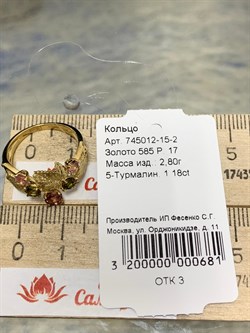 Кольцо
Арт. 745012-15-2
Золото 585 Р. 17
Масса изд.: 2,80г
5-Турмалин 1.18ct
Производитель ИП Фесенко С.Г.
Москва, ул. Орджоникидзе, д. 11
3 200000 000681
ОТК 3